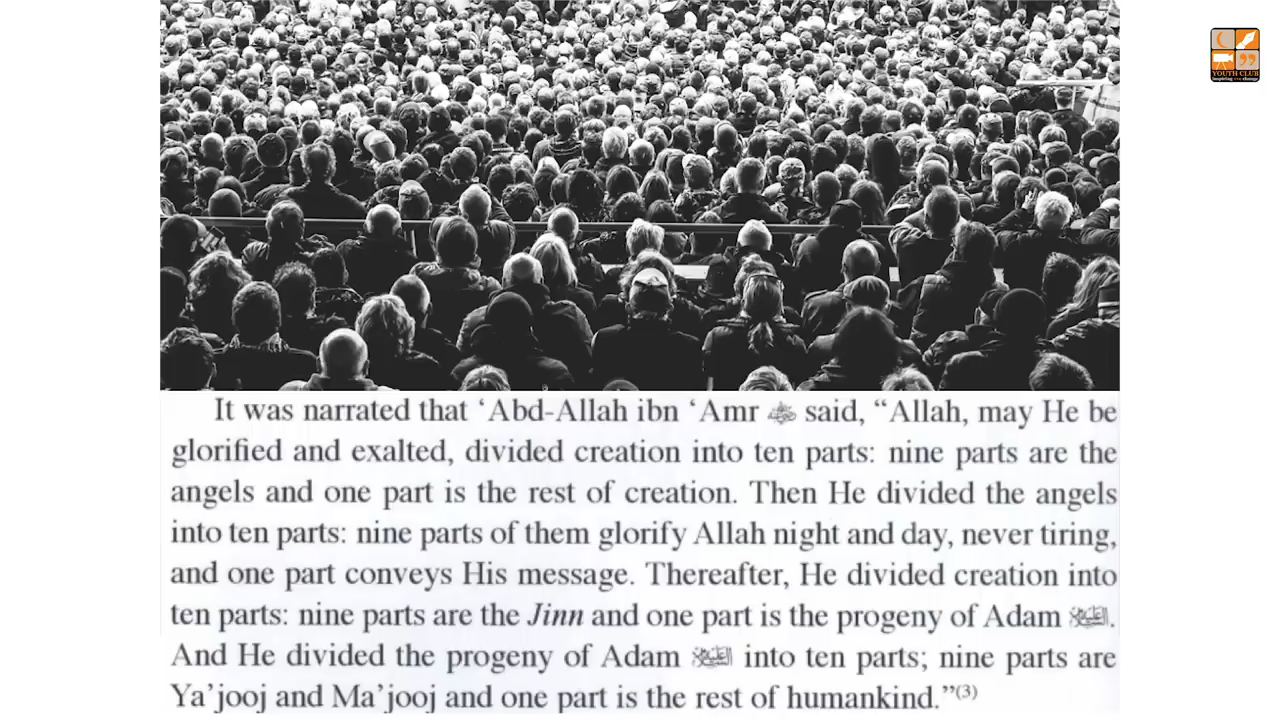 YOUTH CLUB
inspiring the change
It was narrated that ‘Abd-Allah ibn ‘Amr said, “Allah, may He be
glorified and exalted, divided creation into ten parts: nine parts are the
angels and one part is the rest of creation. Then He divided the angels
into ten parts: nine parts of them glorify Allah night and day, never tiring,
and one part conveys His message. Thereafter, He divided creation into
ten parts: nine parts are the Jinn and one part is the progeny of Adam .
And He divided the progeny of Adam into ten parts; nine parts are
Ya’jooj and Ma’jooj and one part is the rest of humankind.”(3)